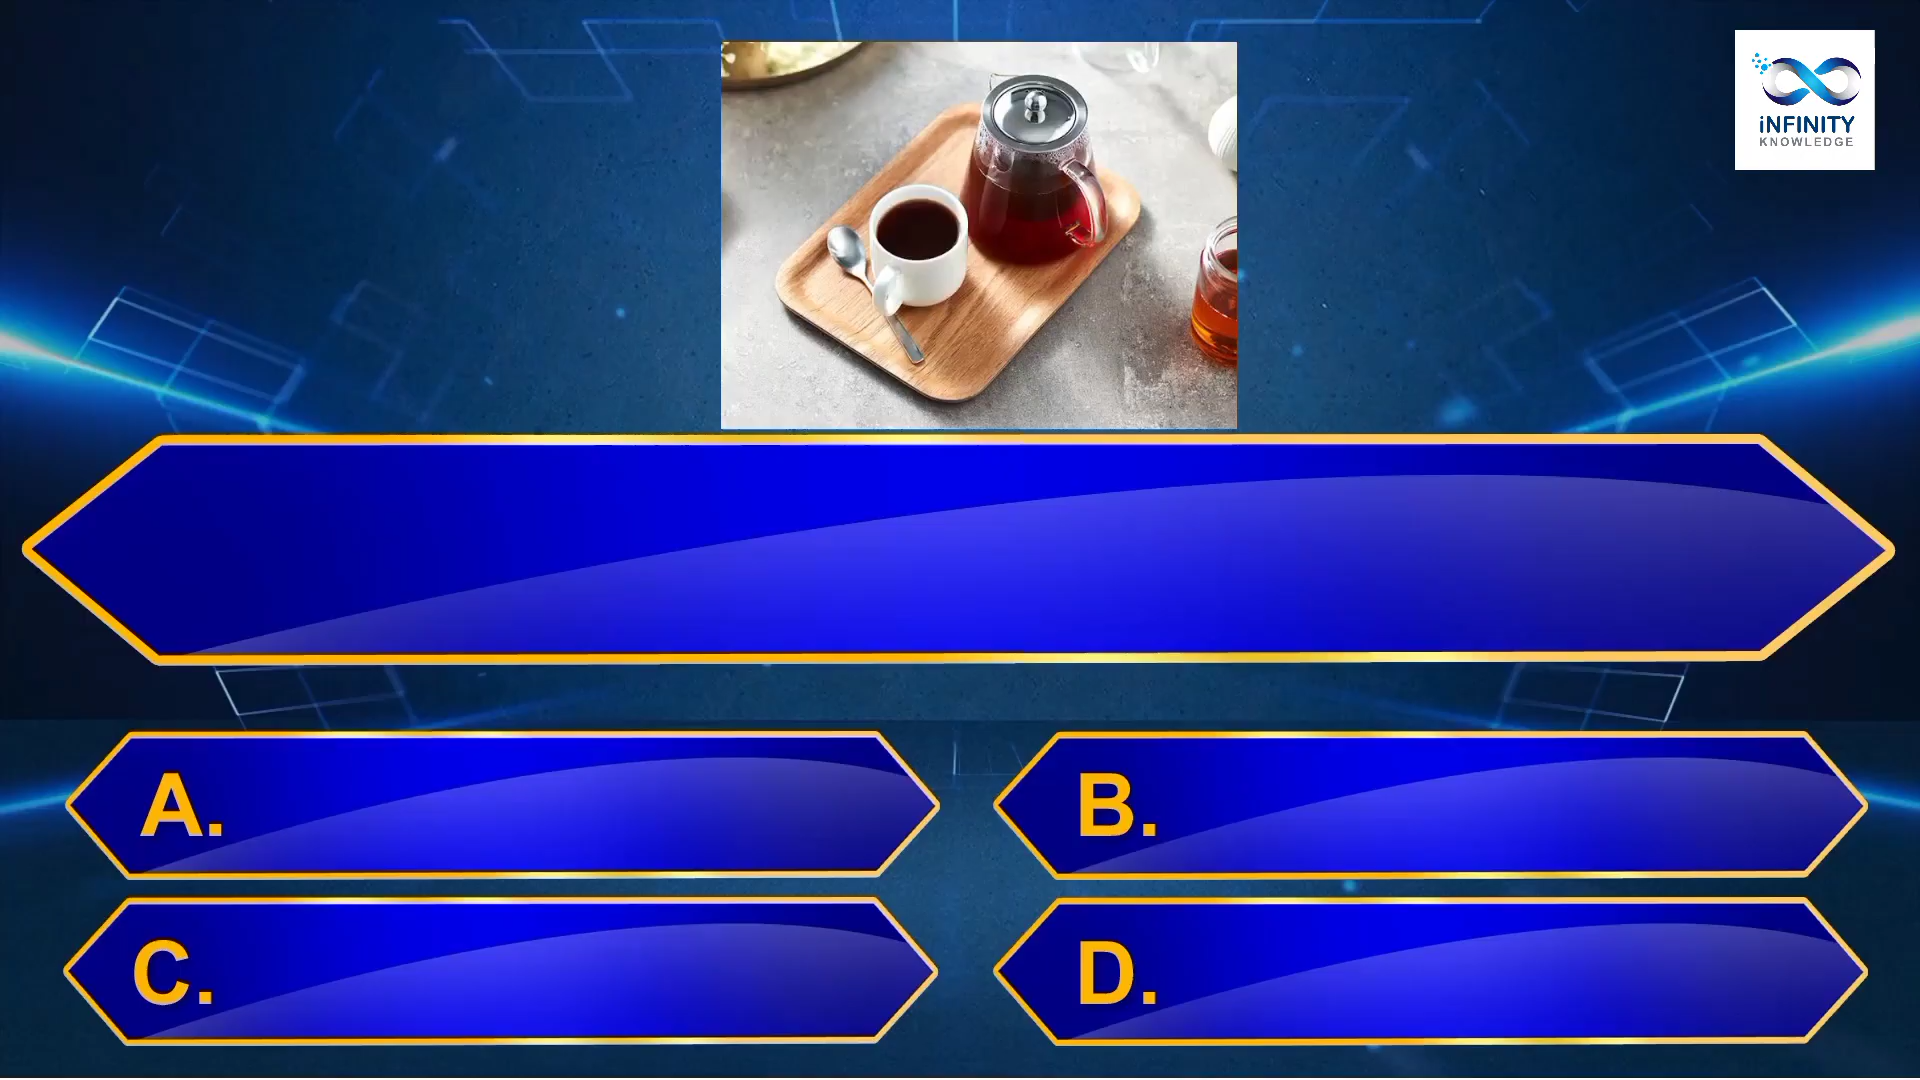 iNFINITY
KNOWLEDGE
A.
B.
C.
D.